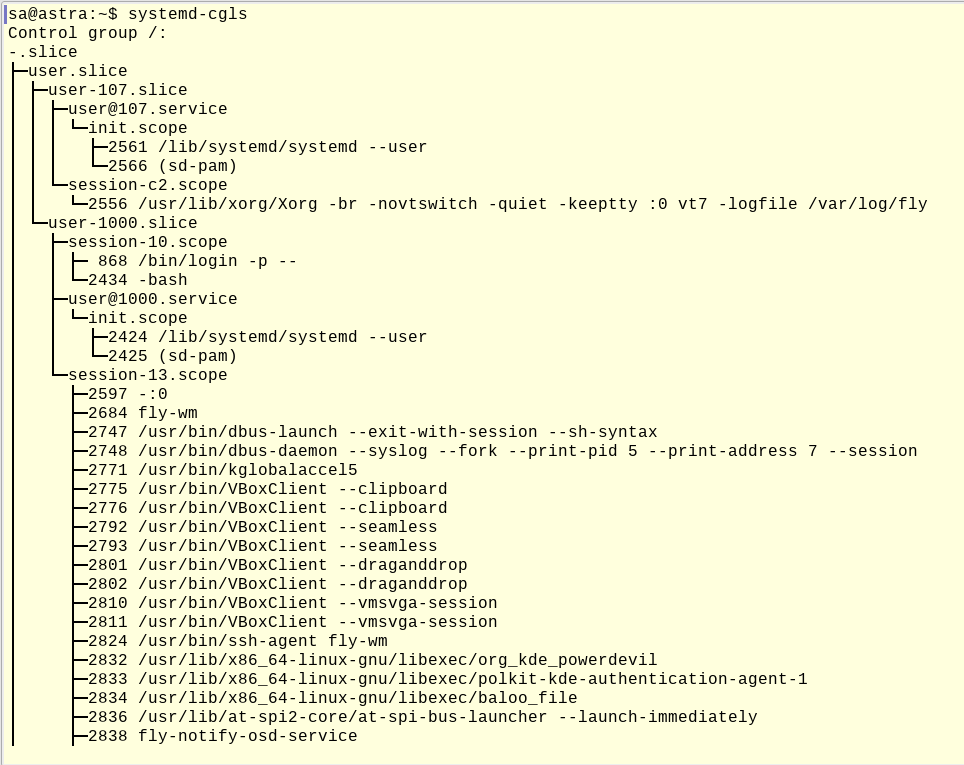 sa@astra:~$ systemd-cgls
Control group /:
-.slice
├─user.slice
│ ├─user-107.slice
│ │ ├─user@107.service
│ │ │ └─init.scope
│ │ │   ├─2561 /lib/systemd/systemd --user
│ │ │   └─2566 (sd-pam)
│ │ └─session-c2.scope
│ │   └─2556 /usr/lib/xorg/Xorg -br -novtswitch -quiet -keeptty :0 vt7 -logfile /var/log/fly
│ └─user-1000.slice
│   ├─session-10.scope
│   │ ├─ 868 /bin/login -p --
│   │ └─2434 -bash
│   ├─user@1000.service
│   │ └─init.scope
│   │   ├─2424 /lib/systemd/systemd --user
│   │   └─2425 (sd-pam)
│   └─session-13.scope
│     ├─2597 -:0
│     ├─2684 fly-wm
│     ├─2747 /usr/bin/dbus-launch --exit-with-session --sh-syntax
│     ├─2748 /usr/bin/dbus-daemon --syslog --fork --print-pid 5 --print-address 7 --session
│     ├─2771 /usr/bin/kglobalaccel5
│     ├─2775 /usr/bin/VBoxClient --clipboard
│     ├─2776 /usr/bin/VBoxClient --clipboard
│     ├─2792 /usr/bin/VBoxClient --seamless
│     ├─2793 /usr/bin/VBoxClient --seamless
│     ├─2801 /usr/bin/VBoxClient --draganddrop
│     ├─2802 /usr/bin/VBoxClient --draganddrop
│     ├─2810 /usr/bin/VBoxClient --vmsvga-session
│     ├─2811 /usr/bin/VBoxClient --vmsvga-session
│     ├─2824 /usr/bin/ssh-agent fly-wm
│     ├─2832 /usr/lib/x86_64-linux-gnu/libexec/org_kde_powerdevil
│     ├─2833 /usr/lib/x86_64-linux-gnu/libexec/polkit-kde-authentication-agent-1
│     ├─2834 /usr/lib/x86_64-linux-gnu/libexec/baloo_file
│     ├─2836 /usr/lib/at-spi2-core/at-spi-bus-launcher --launch-immediately
│     ├─2838 fly-notify-osd-service